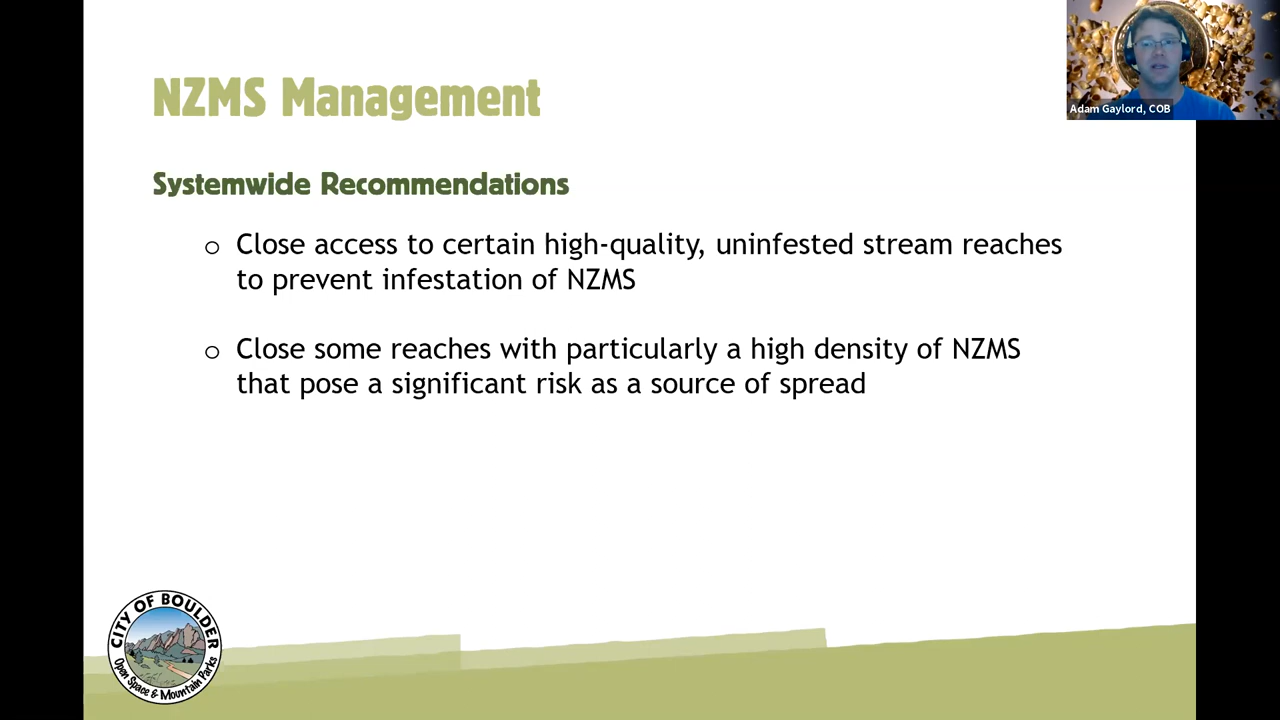 NZMS Management
Adam Gaylord, COB
Systemwide Recommendations
o Close access to certain high-quality, uninfested stream reaches
to prevent infestation of NZMS
o Close some reaches with particularly a high density of NZMS
that pose a significant risk as a source of spread
CITY OF BOULDER
Open Space & Mountain Parks